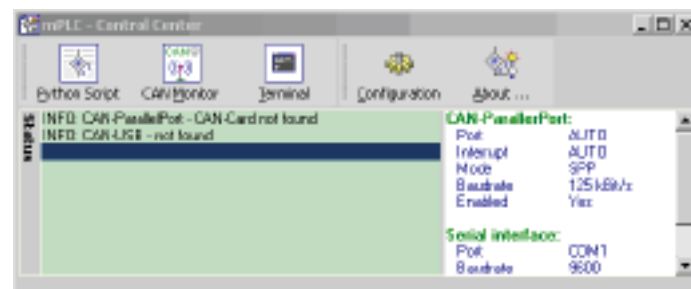 mPLC - Control Center
Python Script
CAN Monitor
Terminal
Configuration
About ...
Status
INFO: CAN-ParallelPort - CAN-Card not found
INFO: CAN-USB - not found
CAN-ParallerPort:
Port AUTO
Interrupt AUTO
Mode SPP
Baudrate 125 kBit/s
Enabled Yes
Serial interface:
Port COM1
Baudrate 9600